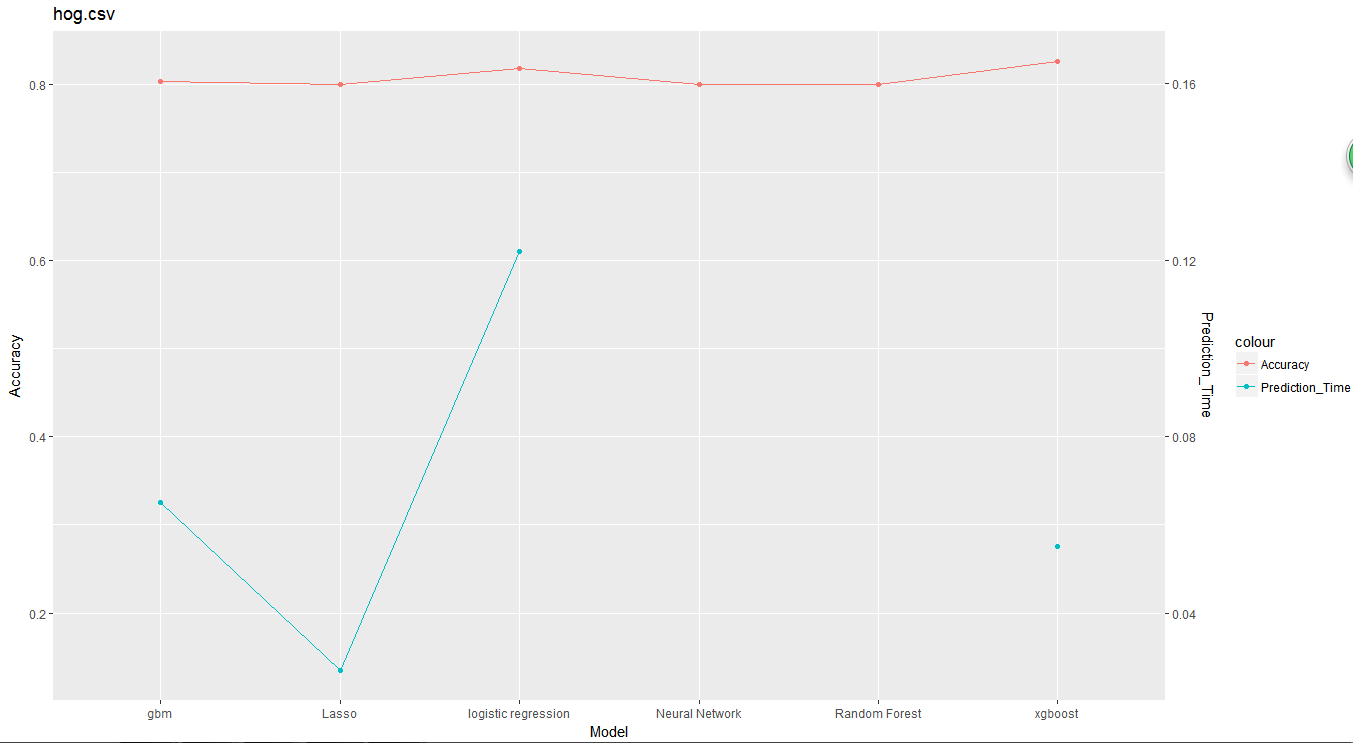 hog.csv
Accuracy
0.8
0.6
0.4
0.2
0.16
0.12
0.08
0.04
Prediction_Time
colour
Accuracy
Prediction_Time
gbm
Lasso
logistic regression
Neural Network
Random Forest
xgboost
Model